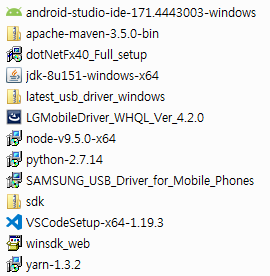 android-studio-ide-171.4443003-windows
apache-maven-3.5.0-bin
dotNetFx40_Full_setup
jdk-8u151-windows-x64
latest_usb_driver_windows
LGMobileDriver_WHQL_Ver_4.2.0
node-v9.5.0-x64
python-2.7.14
SAMSUNG_USB_Driver_for_Mobile_Phones
sdk
VSCodeSetup-x64-1.19.3
winsdk_web
yarn-1.3.2